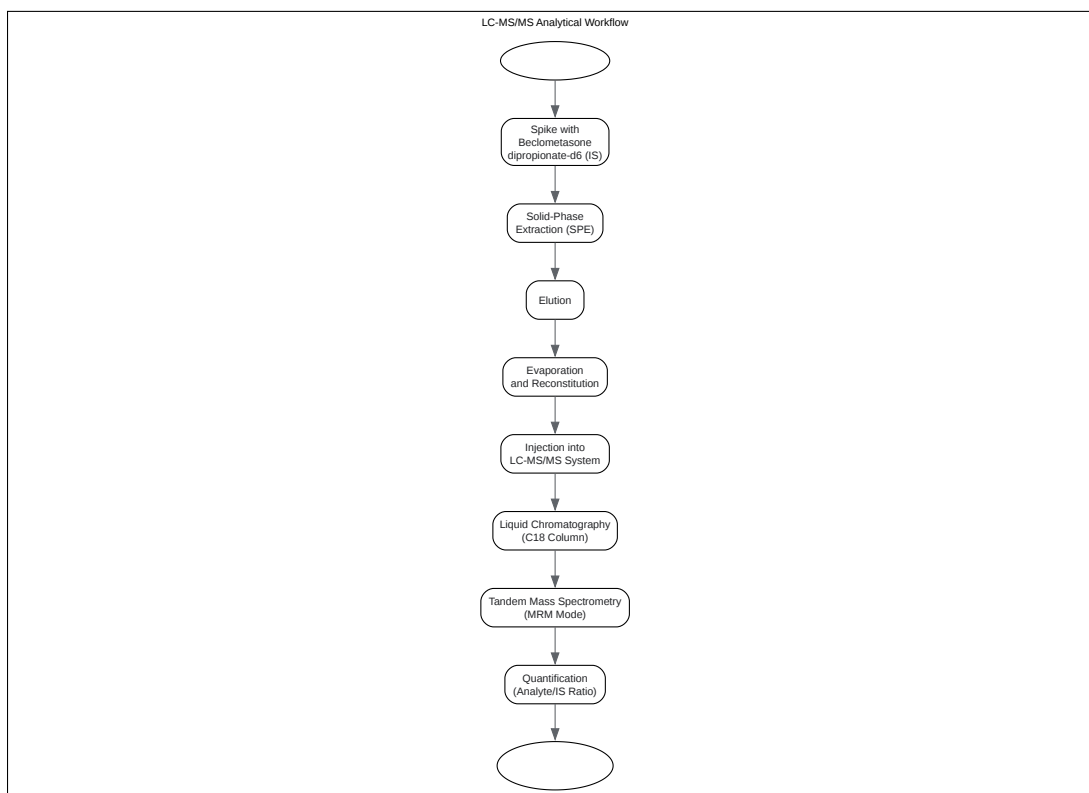 LC-MS/MS Analytical Workflow
Spike with
Beclometasone
dipropionate-d6 (IS)
Solid-Phase
Extraction (SPE)
Elution
Evaporation
and Reconstitution
Injection into
LC-MS/MS System
Liquid Chromatography
(C18 Column)
Tandem Mass Spectrometry
(MRM Mode)
Quantification
(Analyte/IS Ratio)